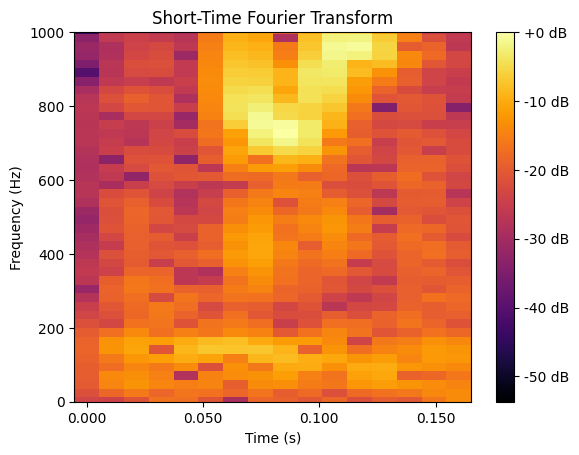 Short-Time Fourier Transform
1000
800
600
400
200
0
Frequency (Hz)
0.000
0.050
0.100
0.150
Time (s)
+0 dB
-10 dB
-20 dB
-30 dB
-40 dB
-50 dB